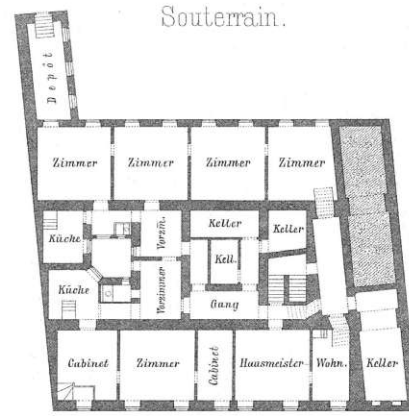 Souterrain.
Depôt
Zimmer
Zimmer
Zimmer
Zimmer
Küche
Vorzm.
Keller
Keller
Kell.
Küche
Vorzimmer
Gang
Cabinet
Zimmer
Cabinet
Hausmeister
Wohn.
Keller